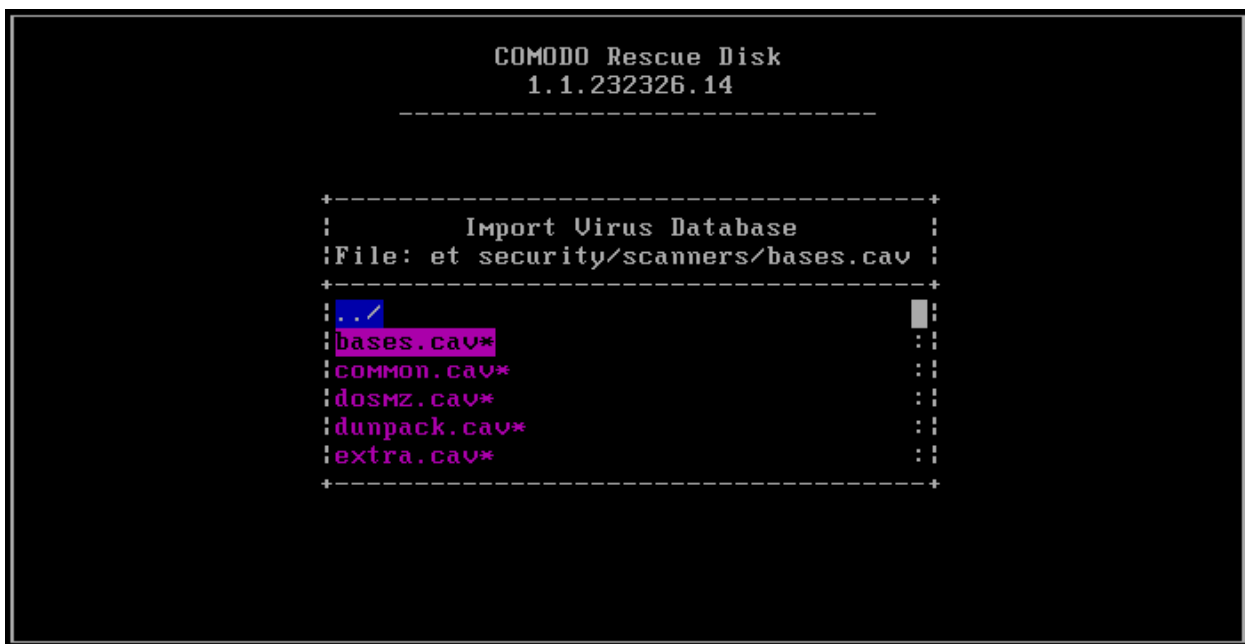 COMODO Rescue Disk
1.1.232326.14
Import Virus Database
File: et security/scanners/bases.cav
../
bases.cav*
common.cav*
dosmz.cav*
dunpack.cav*
extra.cav*